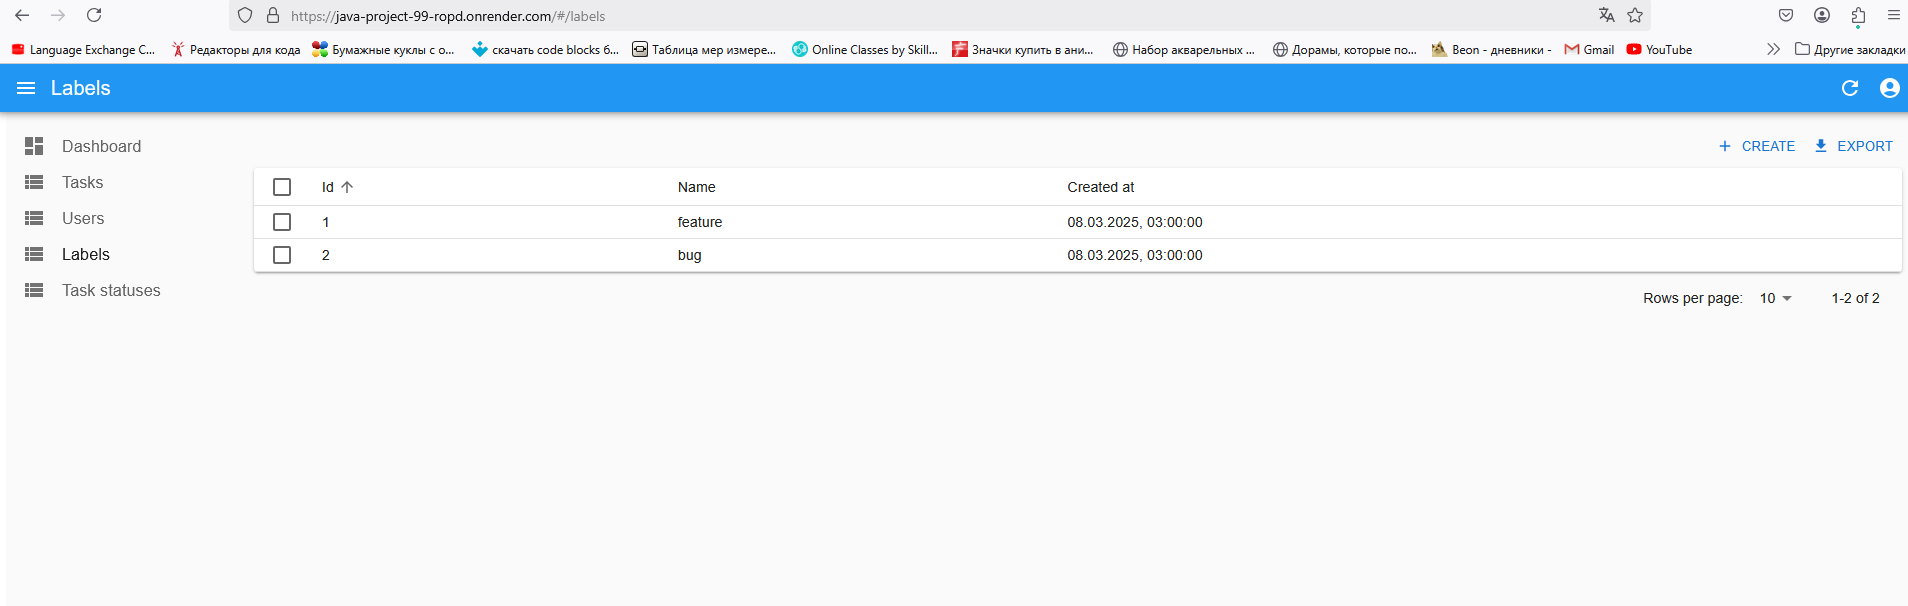 https://java-project-99-ropd.onrender.com/#/labels
Language Exchange C... Редакторы для кода Бумажные куклы с о... скачать code blocks б... Таблица мер измере... Online Classes by Skill... Значки купить в ани... Набор акварельных ... Дорамы, которые по... Beon - дневники - Gmail YouTube Другие закладки
Labels
Dashboard
Tasks
Users
Labels
Task statuses
CREATE EXPORT
Id Name Created at
1 feature 08.03.2025, 03:00:00
2 bug 08.03.2025, 03:00:00
Rows per page: 10 1-2 of 2